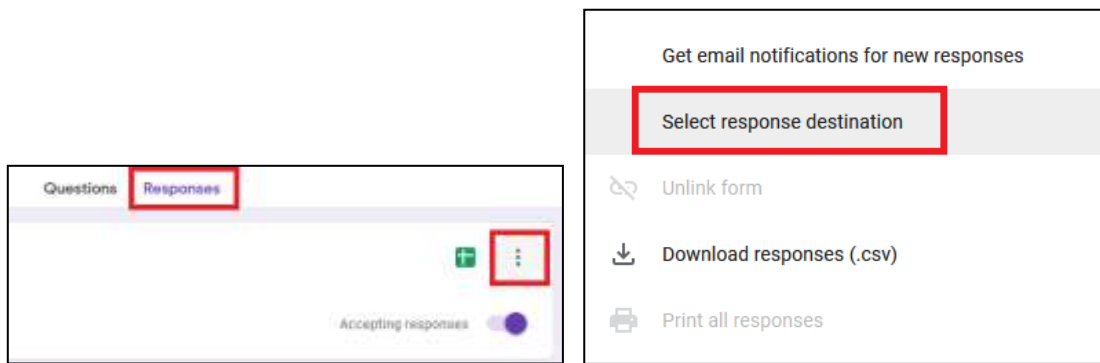 Questions Responses
Accepting responses
Get email notifications for new responses
Select response destination
Unlink form
Download responses (.csv)
Print all responses